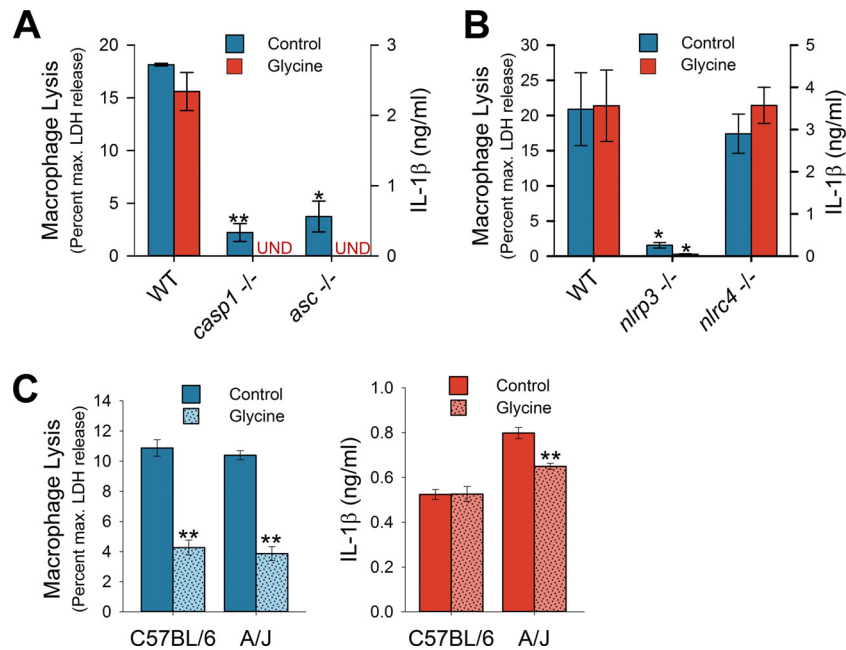 A
Macrophage Lysis
(Percent max. LDH release)
20
15
10
5
0
Control
Glycine
3
2
1
0
IL-1β (ng/ml)
**
UND
*
UND
WT
casp1 -/-
asc -/-
B
Macrophage Lysis
(Percent max. LDH release)
30
25
20
15
10
5
0
Control
Glycine
5
4
3
2
1
0
IL-1β (ng/ml)
*
*
WT
nlrp3 -/-
nlrc4 -/-
C
Macrophage Lysis
(Percent max. LDH release)
14
12
10
8
6
4
2
0
Control
Glycine
**
**
C57BL/6
A/J
IL-1β (ng/ml)
1.0
0.8
0.6
0.4
0.2
0.0
Control
Glycine
**
C57BL/6
A/J